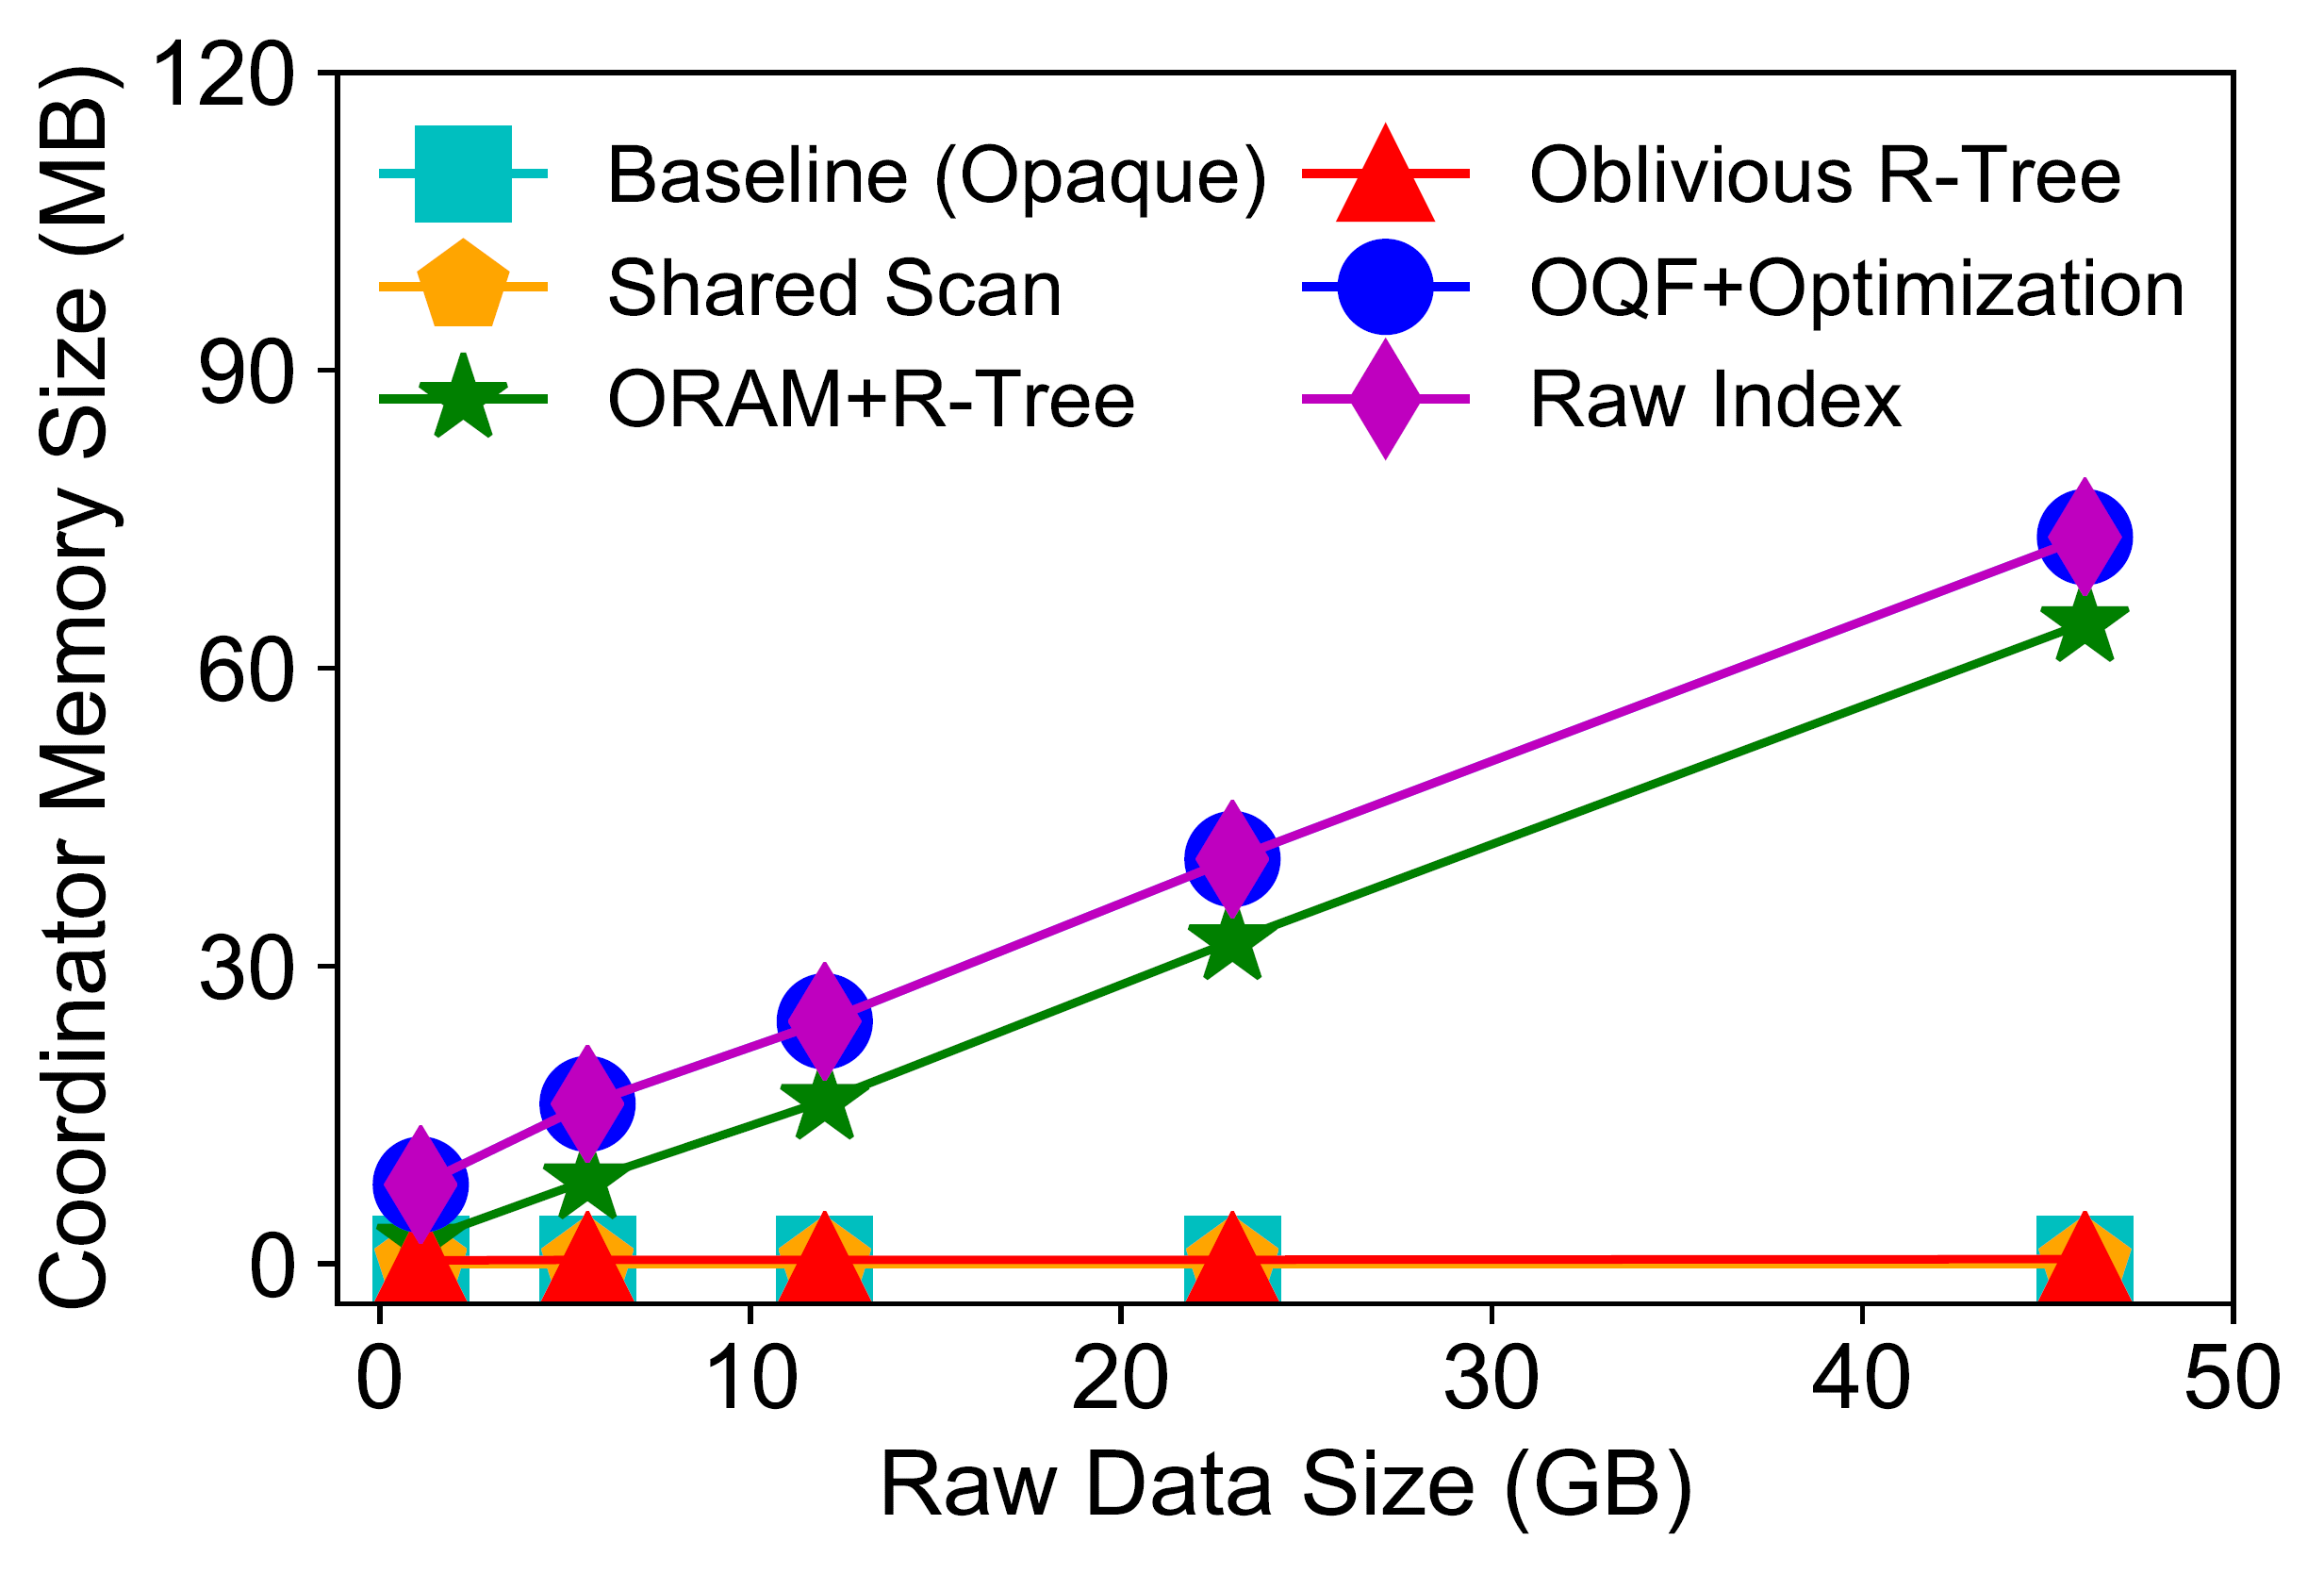 Coordinator Memory Size (MB)
120
90
60
30
0
Baseline (Opaque)
Shared Scan
ORAM+R-Tree
Oblivious R-Tree
OQF+Optimization
Raw Index
0 10 20 30 40 50
Raw Data Size (GB)